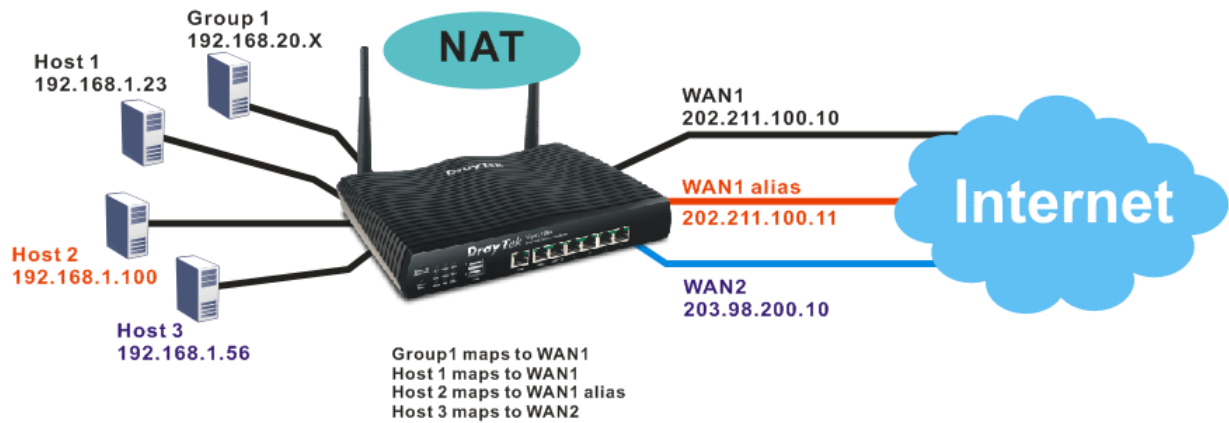 Group 1
192.168.20.X
NAT
Host 1
192.168.1.23
WAN1
202.211.100.10
DrayTek
WAN1 alias
202.211.100.11
Internet
DrayTek
Host 2
192.168.1.100
WAN2
203.98.200.10
Host 3
192.168.1.56
Group1 maps to WAN1
Host 1 maps to WAN1
Host 2 maps to WAN1 alias
Host 3 maps to WAN2